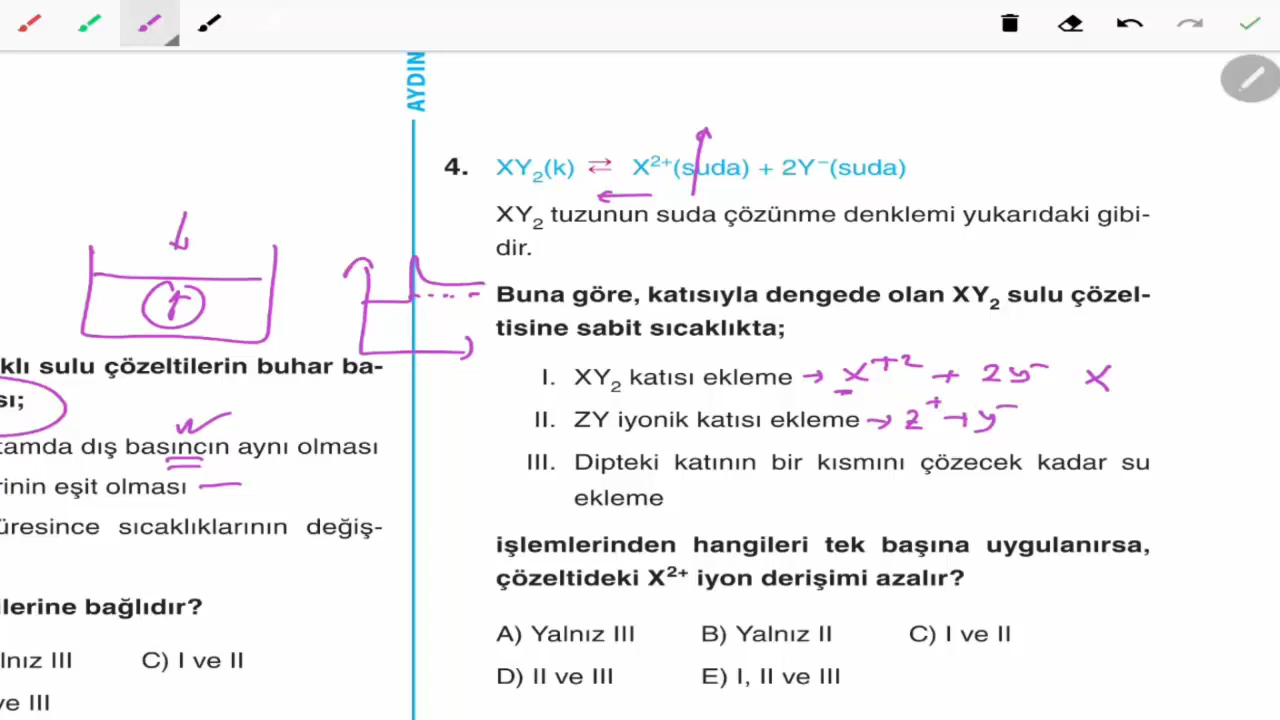 AYDIN
klı sulu çözeltilerin buhar ba-
sı;
tamda dış basıncın aynı olması
rinin eşit olması
üresince sıcaklıklarının değiş-
ilerine bağlıdır?
lnız III C) I ve II
ve III
4. XY₂(k) ⇄ X²⁺(suda) + 2Y⁻(suda)
XY₂ tuzunun suda çözünme denklemi yukarıdaki gibi-
dir.
Buna göre, katısıyla dengede olan XY₂ sulu çözel-
tisine sabit sıcaklıkta;
I. XY₂ katısı ekleme → x⁺² + 2y⁻ X
II. ZY iyonik katısı ekleme → z⁺ + y⁻
III. Dipteki katının bir kısmını çözecek kadar su
ekleme
işlemlerinden hangileri tek başına uygulanırsa,
çözeltideki X²⁺ iyon derişimi azalır?
A) Yalnız III B) Yalnız II C) I ve II
D) II ve III E) I, II ve III